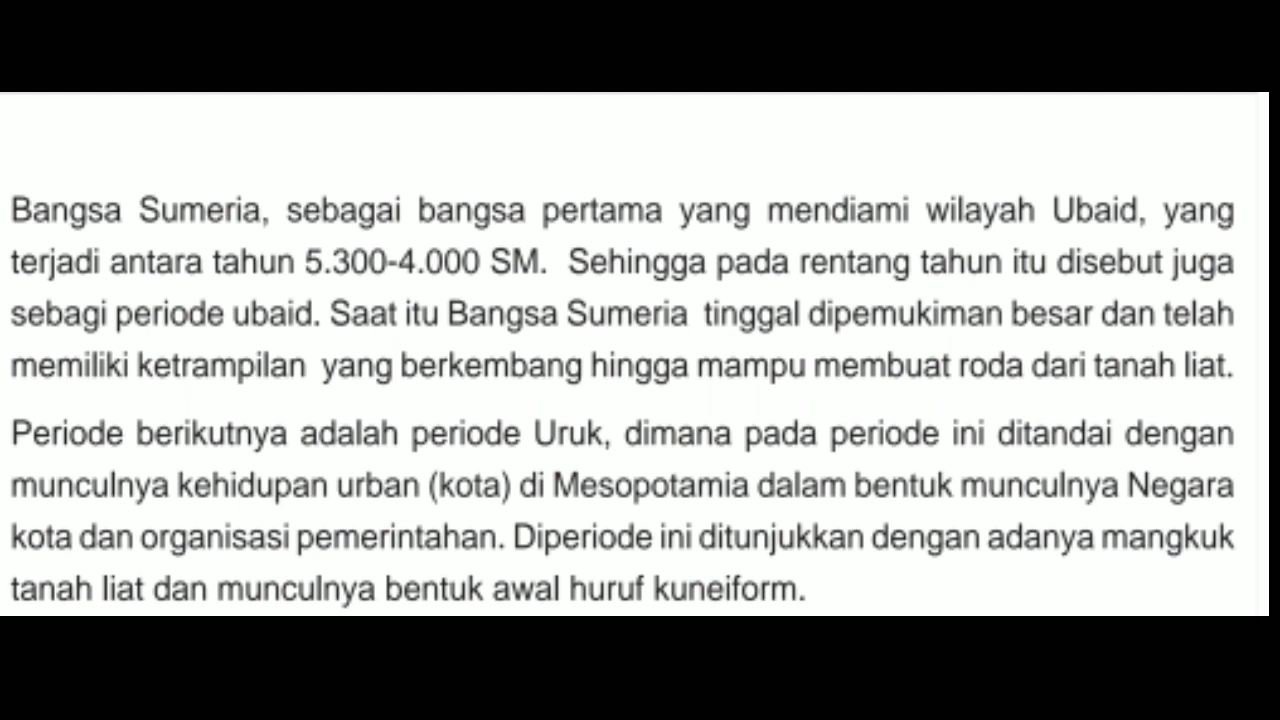 Bangsa Sumeria, sebagai bangsa pertama yang mendiami wilayah Ubaid, yang
terjadi antara tahun 5.300-4.000 SM. Sehingga pada rentang tahun itu disebut juga
sebagi periode ubaid. Saat itu Bangsa Sumeria tinggal dipemukiman besar dan telah
memiliki ketrampilan yang berkembang hingga mampu membuat roda dari tanah liat.
Periode berikutnya adalah periode Uruk, dimana pada periode ini ditandai dengan
munculnya kehidupan urban (kota) di Mesopotamia dalam bentuk munculnya Negara
kota dan organisasi pemerintahan. Diperiode ini ditunjukkan dengan adanya mangkuk
tanah liat dan munculnya bentuk awal huruf kuneiform.